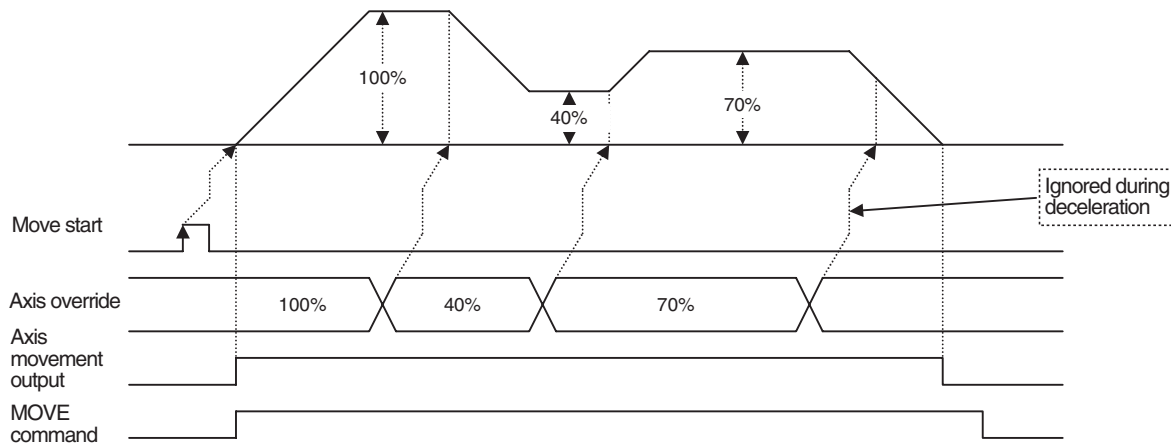 100%
40%
70%
Ignored during
deceleration
Move start
Axis override
100%
40%
70%
Axis
movement
output
MOVE
command